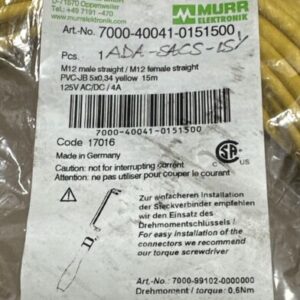 MURR
ELEKTRONIK
D-71570 Oppenweiler
Tel.: +49 7191 -470
www.murrelektronik.com
Art.-No.: 7000-40041-0151500
Pcs. 1
M12 male straight / M12 female straight
PVC-JB 5x0.34 yellow 15m
125V AC/DC / 4A
7000-40041-0151500
Code 17016
Made in Germany
Caution: not for interrupting current
Attention: ne pas utiliser pour couper le courant
Zur einfacheren Installation
der Steckverbinder empfehlen
wir den Einsatz des
Drehmomentschlüssels !
For easy Installation of the
connectors we recommend
our torque screwdriver
Art.-No.: 7000-99102-0000000
Drehmoment / torque: 0,6Nm